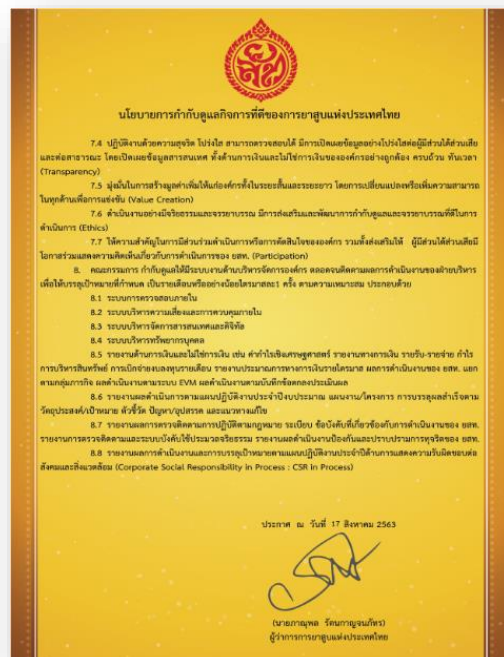 นโยบายการกำกับดูแลกิจการที่ดีของการยาสูบแห่งประเทศไทย
7.4 ปฏิบัติงานด้วยความสุจริต โปร่งใส สามารถตรวจสอบได้ มีการเปิดเผยข้อมูลอย่างโปร่งใสต่อผู้มีส่วนได้ส่วนเสีย
และต่อสาธารณะ โดยเปิดเผยข้อมูลสารสนเทศ ทั้งด้านการเงินและไม่ใช่การเงินขององค์กรอย่างถูกต้อง ครบถ้วน ทันเวลา
(Transparency)
7.5 มุ่งมั่นในการสร้างมูลค่าเพิ่มให้แก่องค์กรทั้งในระยะสั้นและระยะยาว โดยการเปลี่ยนแปลงหรือเพิ่มความสามารถ
ในทุกด้านเพื่อการแข่งขัน (Value Creation)
7.6 ดำเนินงานอย่างมีจริยธรรมและจรรยาบรรณ มีการส่งเสริมและพัฒนาการกำกับดูแลและจรรยาบรรณที่ดีในการ
ดำเนินการ (Ethics)
7.7 ให้ความสำคัญในการมีส่วนร่วมดำเนินการหรือการตัดสินใจขององค์กร รวมทั้งส่งเสริมให้ ผู้มีส่วนได้ส่วนเสียมี
โอกาสร่วมแสดงความคิดเห็นเกี่ยวกับการดำเนินการของ ยสท. (Participation)
8. คณะกรรมการ กำกับดูแลให้มีระบบงานด้านบริหารจัดการองค์กร ตลอดจนติดตามผลการดำเนินงานของฝ่ายบริหาร
เพื่อให้บรรลุเป้าหมายที่กำหนด เป็นรายเดือนหรืออย่างน้อยไตรมาสละ1 ครั้ง ตามความเหมาะสม ประกอบด้วย
8.1 ระบบการตรวจสอบภายใน
8.2 ระบบบริหารความเสี่ยงและการควบคุมภายใน
8.3 ระบบบริหารจัดการสารสนเทศและดิจิทัล
8.4 ระบบบริหารทรัพยากรบุคคล
8.5 รายงานด้านการเงินและไม่ใช่การเงิน เช่น ค่ากำไรเชิงเศรษฐศาสตร์ รายงานทางการเงิน รายรับ-รายจ่าย กำไร
การบริหารสินทรัพย์ การเบิกจ่ายงบลงทุนรายเดือน รายงานประมาณการทางการเงินรายไตรมาส ผลการดำเนินงานของ ยสท. แยก
ตามกลุ่มภารกิจ ผลดำเนินงานตามระบบ EVM ผลดำเนินงานตามบันทึกข้อตกลงประเมินผล
8.6 รายงานผลดำเนินการตามแผนปฏิบัติงานประจำปีงบประมาณ แผนงาน/โครงการ การบรรลุผลสำเร็จตาม
วัตถุประสงค์/เป้าหมาย ตัวชี้วัด ปัญหา/อุปสรรค และแนวทางแก้ไข
8.7 รายงานผลการตรวจติดตามการปฏิบัติตามกฎหมาย ระเบียบ ข้อบังคับที่เกี่ยวข้องกับการดำเนินงานของ ยสท.
รายงานการตรวจติดตามและระบบบังคับใช้ประมวลจริยธรรม รายงานผลดำเนินงานป้องกันและปราบปรามการทุจริตของ ยสท.
8.8 รายงานผลการดำเนินงานและการบรรลุเป้าหมายตามแผนปฏิบัติงานประจำปีด้านการแสดงความรับผิดชอบต่อ
สังคมและสิ่งแวดล้อม (Corporate Social Responsibility in Process : CSR in Process)
ประกาศ ณ วันที่ 17 สิงหาคม 2563
(นายภาณุพล รัตนกาญจนภัทร)
ผู้ว่าการการยาสูบแห่งประเทศไทย